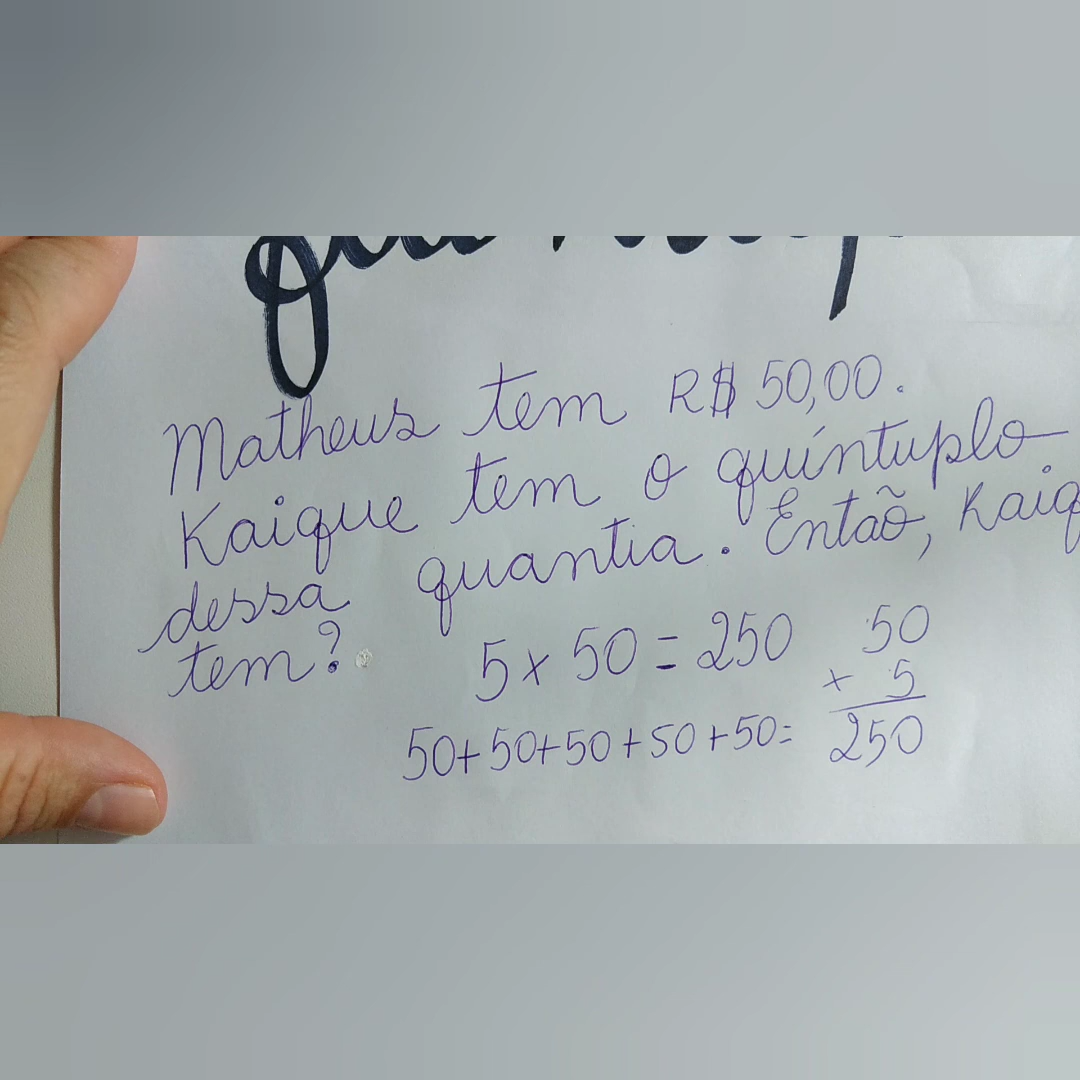 Matheus tem R$ 50,00.
Kaique tem o quíntuplo
dessa quantia. Então, Kaiq
tem?
5 x 50 = 250
50+50+50+50+50=
50
x 5
250